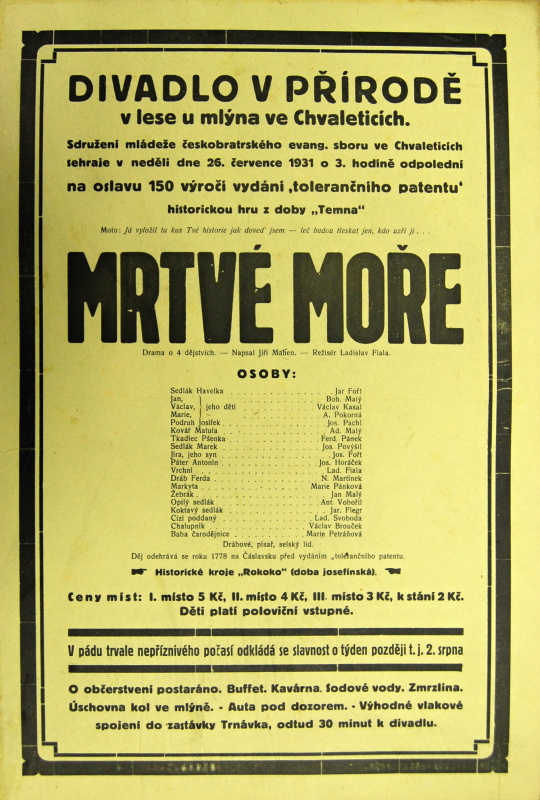 DIVADLO V PŘÍRODĚ
v lese u mlýna ve Chvaleticích.
Sdružení mládeže českobratrského evang. sboru ve Chvaleticích
sehraje v neděli dne 26. července 1931 o 3. hodině odpolední
na oslavu 150 výročí vydání ‚tolerančního patentu‘
historickou hru z doby „Temna“
Moto: Já vyložil tu kus Tvé historie jak doved' jsem — leč budou tleskat jen, kdo uzří ji . . .
MRTVÉ MOŘE
Drama o 4 dějstvích. — Napsal Jiří Mahen. — Režisér Ladislav Fiala.
OSOBY:
Sedlák Havelka . . . Jar Fořt
Jan, } jeho děti . . . Boh. Malý
Václav, } jeho děti . . . Václav Kasal
Marie, } . . . A. Pokorná
Podruh Josífek . . . Jos. Pachl
Kovář Matula . . . Ad. Malý
Tkadlec Pšenka . . . Ferd. Pánek
Sedlák Marek . . . Jos. Povýšil
Jíra, jeho syn . . . Jos. Fořt
Páter Antonín . . . Jos. Horáček
Vrchní . . . Lad. Fiala
Dráb Ferda . . . N. Martinek
Markyta . . . Marie Pánková
Žebrák . . . Jan Malý
Opilý sedlák . . . Ant. Vobořil
Koktavý sedlák . . . Jar. Flegr
Cizí poddaný . . . Lad. Svoboda
Chalupník . . . Václav Brouček
Baba čarodějnice . . . Marie Petráňová
Drábové, písař, selský lid.
Děj odehrává se roku 1778 na Čáslavsku před vydáním „tolerančního patentu.
Historické kroje „Rokoko“ (doba josefinská).
Ceny míst: I. místo 5 Kč, II. místo 4 Kč, III. místo 3 Kč, k stání 2 Kč.
Děti platí poloviční vstupné.
V pádu trvale nepříznivého počasí odkládá se slavnost o týden později t. j. 2. srpna
O občerstvení postaráno. Buffet. Kavárna. Sodové vody. Zmrzlina.
Úschovna kol ve mlýně. - Auta pod dozorem. - Výhodné vlakové
spojení do zastávky Trnávka, odtud 30 minut k divadlu.